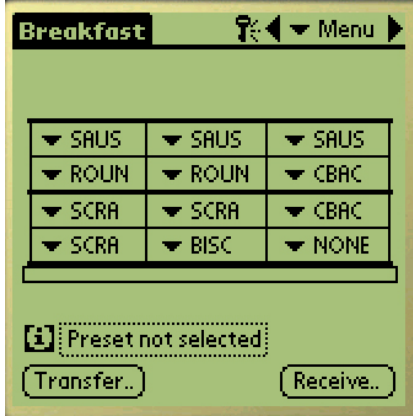 Breakfast Menu
SAUS SAUS SAUS
ROUN ROUN CBAC
SCRA SCRA CBAC
SCRA BISC NONE
Preset not selected
Transfer.. Receive..